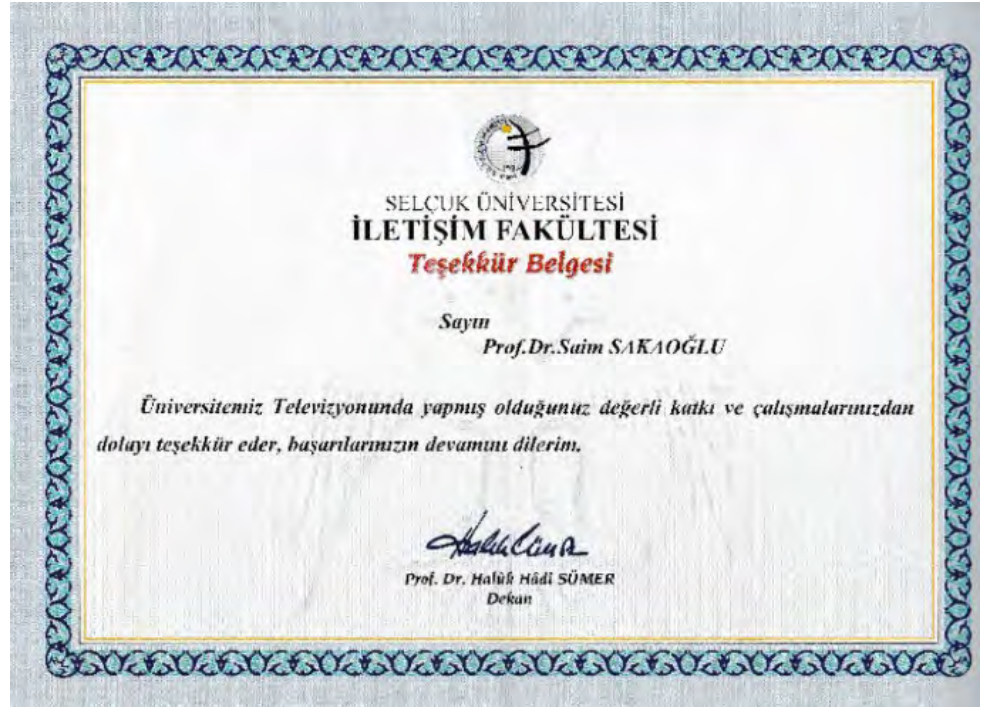 SELÇUK ÜNİVERSİTESİ
İLETİŞİM FAKÜLTESİ
Teşekkür Belgesi
Sayın
Prof.Dr.Saim SAKAOĞLU
Üniversitemiz Televizyonunda yapmış olduğunuz değerli katkı ve çalışmalarınızdan
dolayı teşekkür eder, başarılarınızın devamını dilerim.
Prof. Dr. Halûk Hâdi SÜMER
Dekan